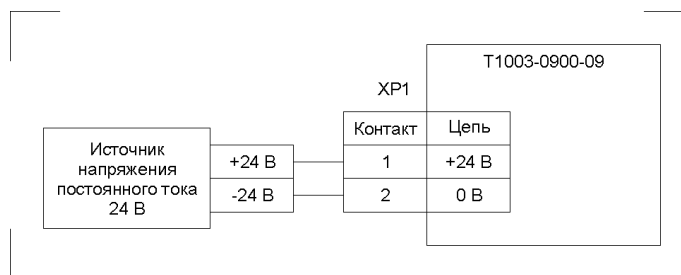 Т1003-0900-09
XP1
Контакт Цепь
Источник
напряжения
постоянного тока
24 В
+24 В 1 +24 В
-24 В 2 0 В